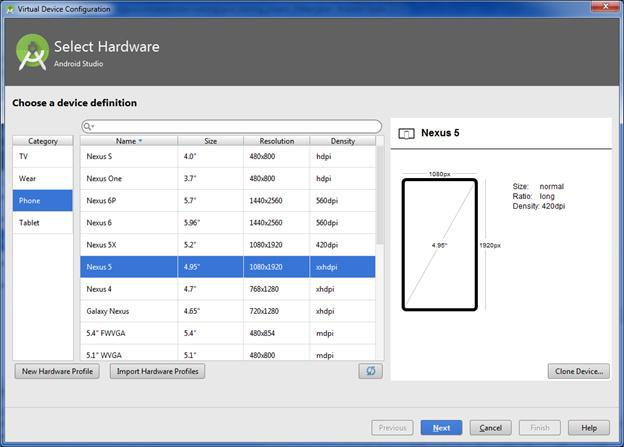 Virtual Device Configuration
Select Hardware
Android Studio
Choose a device definition
Category
TV
Wear
Phone
Tablet
Name Size Resolution Density
Nexus S 4.0" 480x800 hdpi
Nexus One 3.7" 480x800 hdpi
Nexus 6P 5.7" 1440x2560 560dpi
Nexus 6 5.96" 1440x2560 560dpi
Nexus 5X 5.2" 1080x1920 420dpi
Nexus 5 4.95" 1080x1920 xxhdpi
Nexus 4 4.7" 768x1280 xhdpi
Galaxy Nexus 4.65" 720x1280 xhdpi
5.4" FWVGA 5.4" 480x854 mdpi
5.1" WVGA 5.1" 480x800 mdpi
New Hardware Profile Import Hardware Profiles
Nexus 5
1080px
4.95"
1920px
Size: normal
Ratio: long
Density: 420dpi
Clone Device...
Previous Next Cancel Finish Help